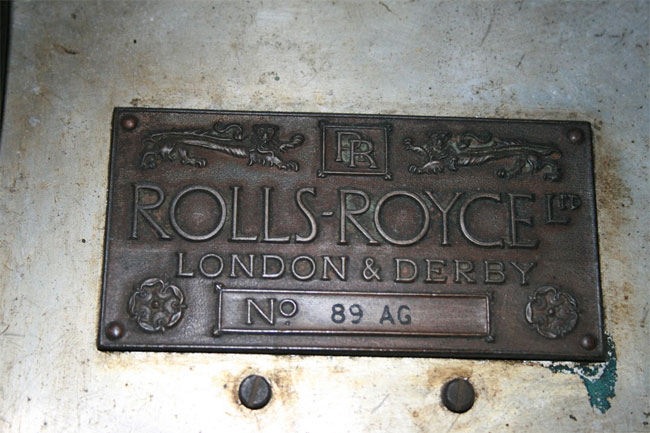 RR
ROLLS-ROYCE LTD
LONDON & DERBY
No 89 AG